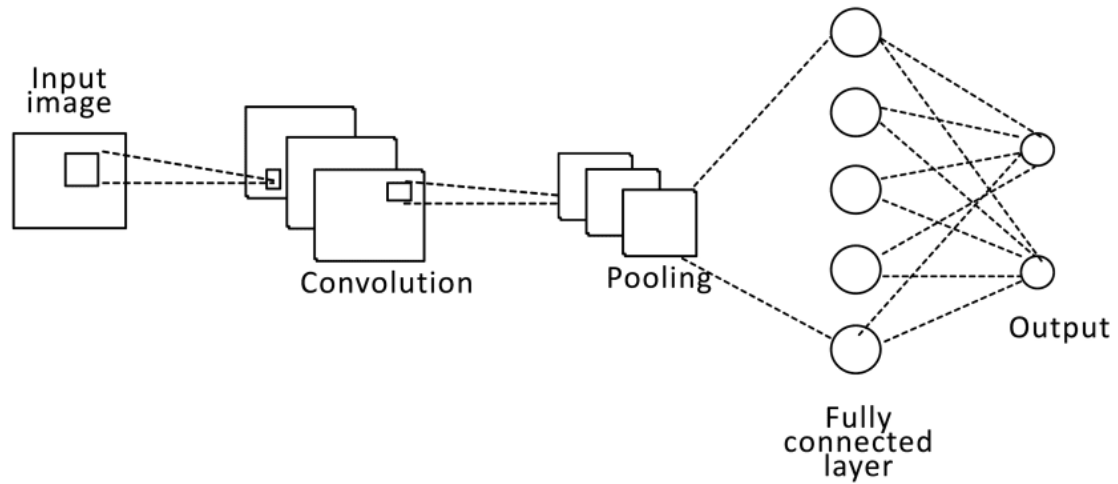 Input
image
Convolution
Pooling
Output
Fully
connected
layer